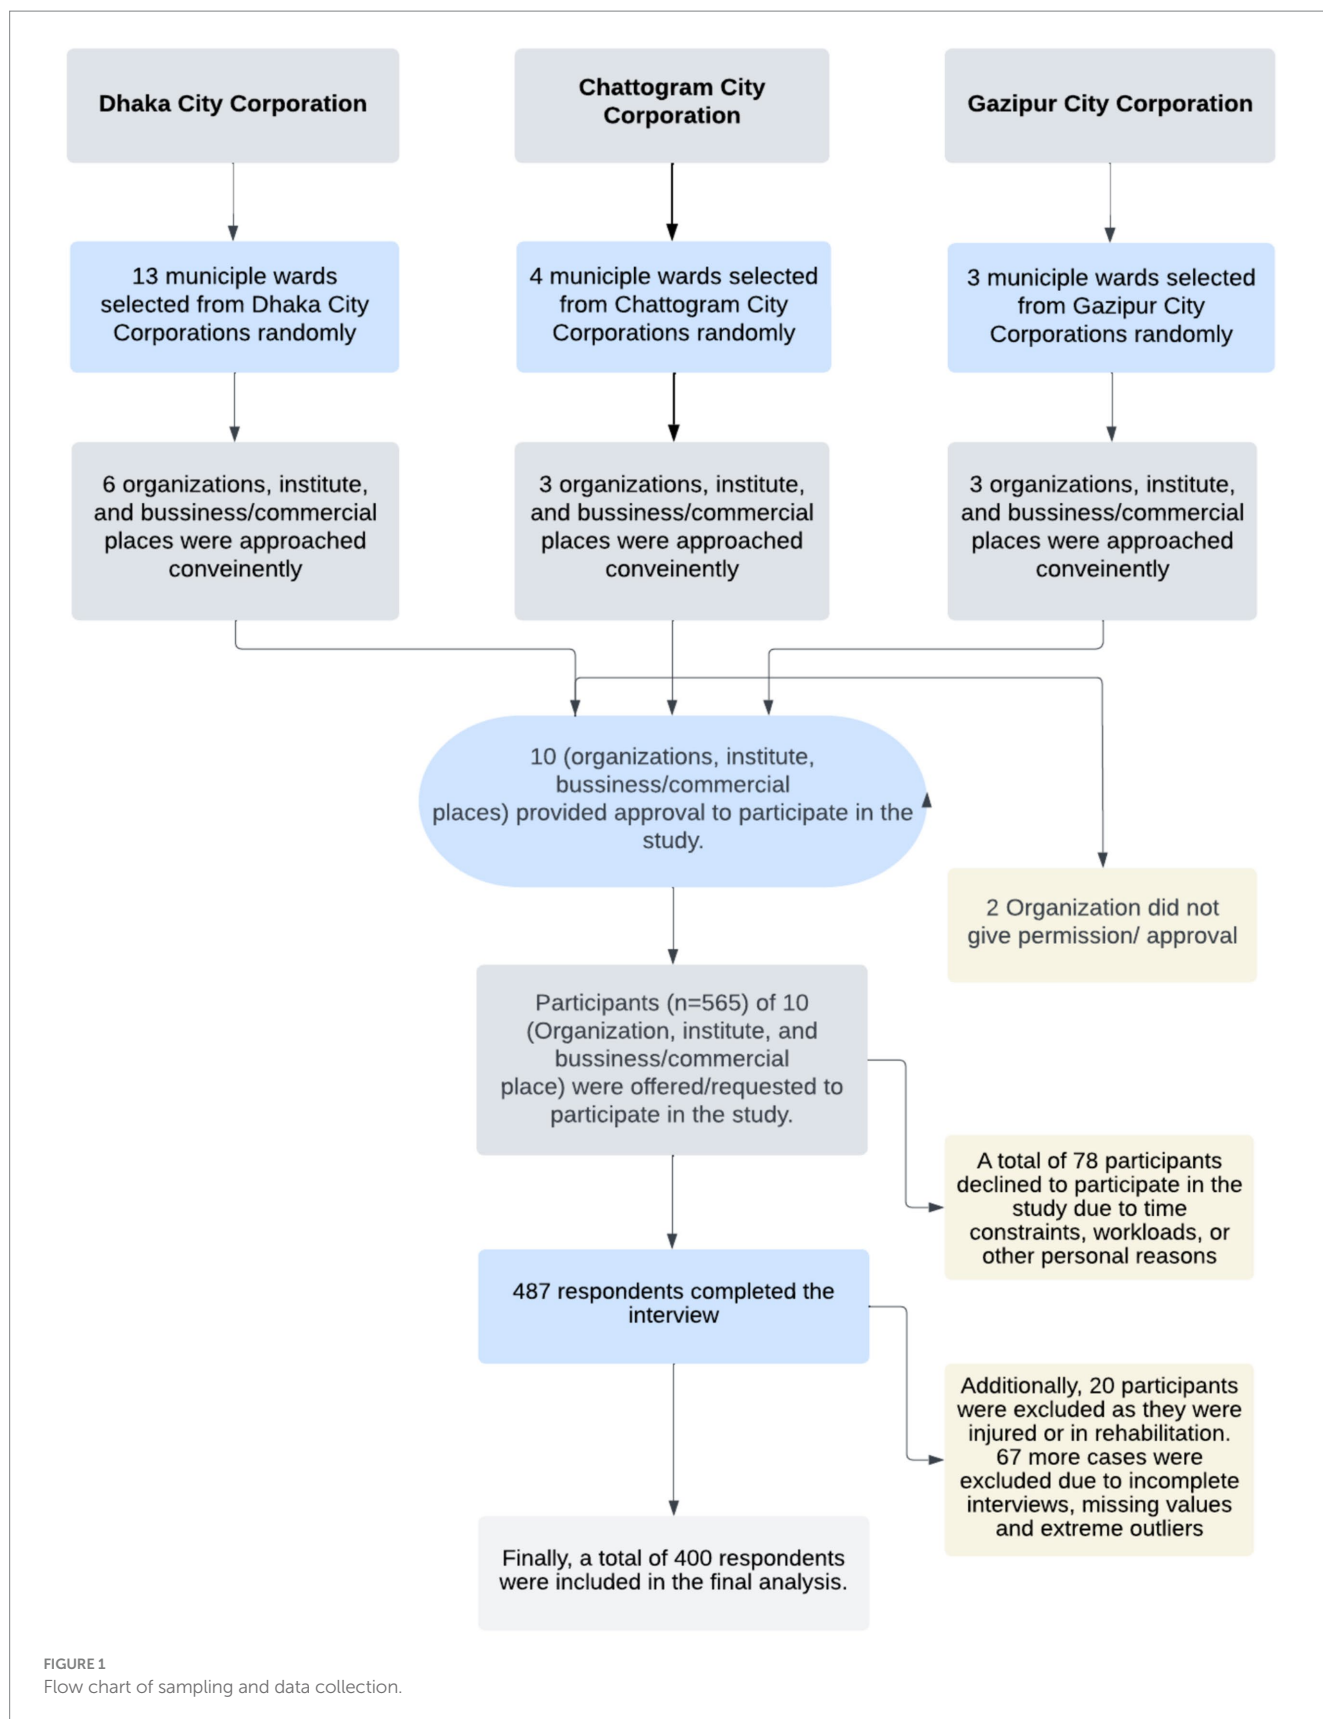 Dhaka City Corporation
Chattogram City
Corporation
Gazipur City Corporation
13 municiple wards
selected from Dhaka City
Corporations randomly
4 municiple wards selected
from Chattogram City
Corporations randomly
3 municiple wards selected
from Gazipur City
Corporations randomly
6 organizations, institute,
and bussiness/commercial
places were approached
conveinently
3 organizations, institute,
and bussiness/commercial
places were approached
conveinently
3 organizations, institute,
and bussiness/commercial
places were approached
conveinently
10 (organizations, institute,
bussiness/commercial
places) provided approval to participate in the
study.
2 Organization did not
give permission/ approval
Participants (n=565) of 10
(Organization, institute, and
bussiness/commercial
place) were offered/requested to
participate in the study.
A total of 78 participants
declined to participate in the
study due to time
constraints, workloads, or
other personal reasons
487 respondents completed the
interview
Additionally, 20 participants
were excluded as they were
injured or in rehabilitation.
67 more cases were
excluded due to incomplete
interviews, missing values
and extreme outliers
Finally, a total of 400 respondents
were included in the final analysis.
FIGURE 1
Flow chart of sampling and data collection.